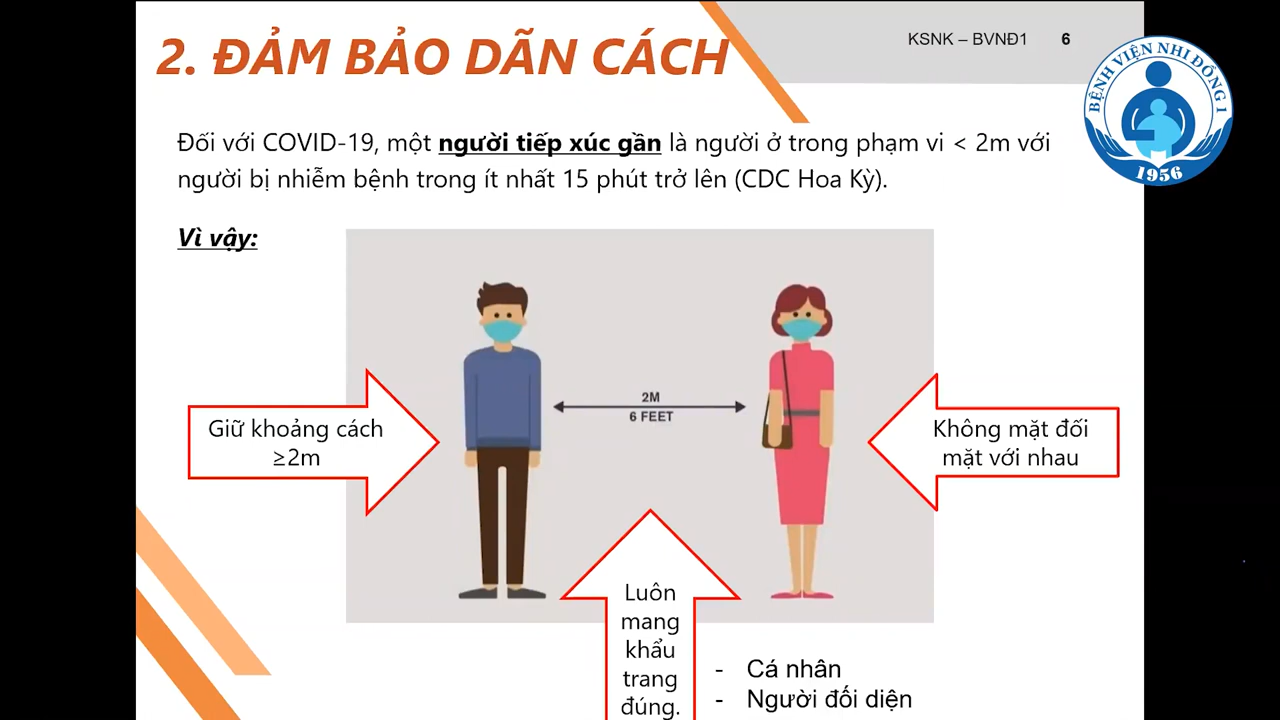 2. ĐẢM BẢO DÃN CÁCH
KSNK – BVNĐ1 6
BỆNH VIỆN NHI ĐỒNG 1
1956
Đối với COVID-19, một người tiếp xúc gần là người ở trong phạm vi < 2m với
người bị nhiễm bệnh trong ít nhất 15 phút trở lên (CDC Hoa Kỳ).
Vì vậy:
2M
6 FEET
Giữ khoảng cách
≥2m
Không mặt đối
mặt với nhau
Luôn
mang
khẩu
trang
đúng.
- Cá nhân
- Người đối diện